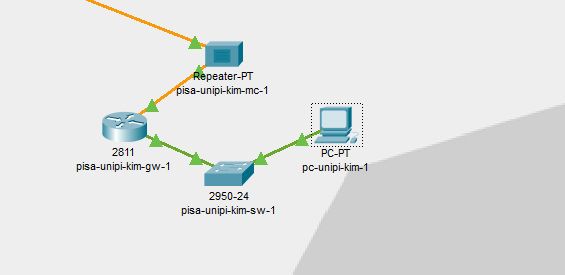 Repeater-PT
pisa-unipi-kim-mc-1
2811
pisa-unipi-kim-gw-1
PC-PT
pc-unipi-kim-1
2950-24
pisa-unipi-kim-sw-1